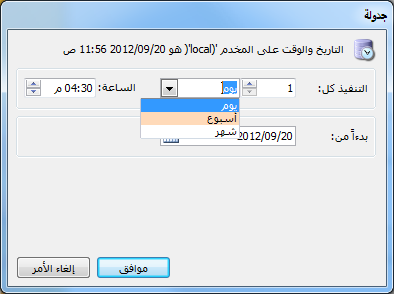 جدولة
التاريخ والوقت على المخدم '(local)' هو 2012/09/20 11:56 ص
التنفيذ كل: 1 يوم الساعة: 04:30 م
يوم
أسبوع
شهر
بدءاً من: 2012/09/20
موافق إلغاء الأمر